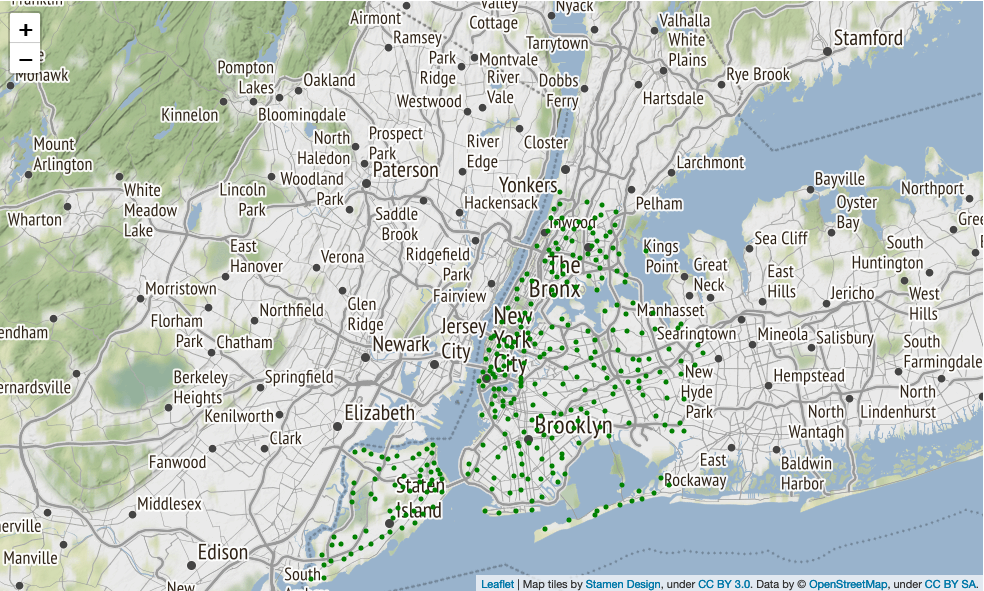 +
−
Airmont
Valley
Cottage
Nyack
Ramsey
Tarrytown
Valhalla
White
Plains
Stamford
Mohawk
Pompton
Lakes
Oakland
Park
Ridge
Montvale
River
Vale
Dobbs
Ferry
Rye Brook
Hartsdale
Kinnelon
Bloomingdale
Westwood
North
Haledon
Prospect
Park
River
Edge
Closter
Mount
Arlington
Paterson
Larchmont
White
Meadow
Lake
Lincoln
Park
Woodland
Park
Yonkers
Hackensack
Pelham
Bayville
Northport
Wharton
Saddle
Brook
Inwood
Oyster
Bay
East
Hanover
Verona
Ridgefield
Park
The
Bronx
Kings
Point
Sea Cliff
South
Huntington
Great
Neck
Morristown
Fairview
East
Hills
Jericho
West
Hills
Florham
Park
Northfield
Glen
Ridge
Jersey
City
New
York
City
Manhasset
Searingtown
Mineola
Salisbury
Chatham
Newark
South
Farmingdale
Berkeley
Heights
Springfield
New
Hyde
Park
Hempstead
North
Lindenhurst
Kenilworth
Elizabeth
Brooklyn
North
Wantagh
Clark
Fanwood
East
Rockaway
Baldwin
Harbor
Staten
Island
Middlesex
Manville
Edison
South
New
Leaflet | Map tiles by Stamen Design, under CC BY 3.0. Data by © OpenStreetMap, under CC BY SA.